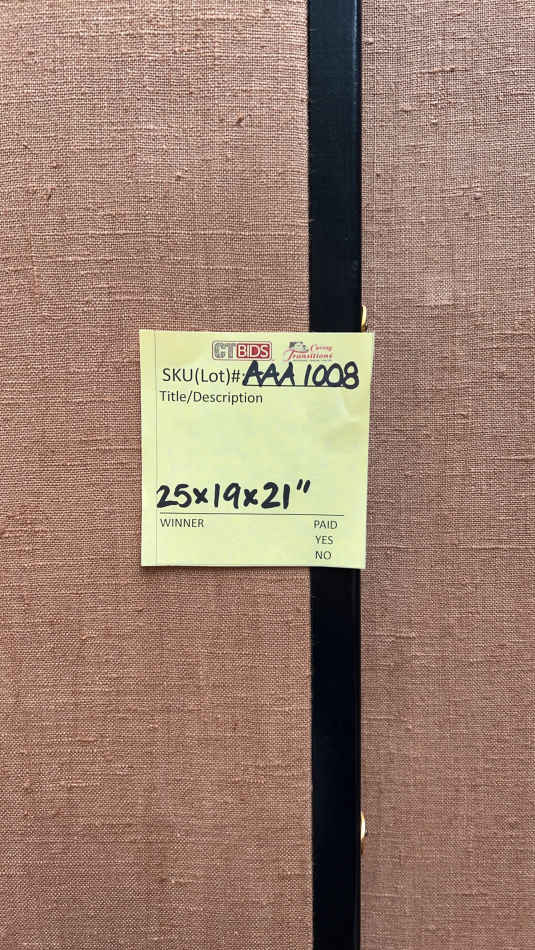 CTBIDS Caring Transitions
SKU(Lot)#: AAA1008
Title/Description
25x19x21"
WINNER PAID
YES
NO